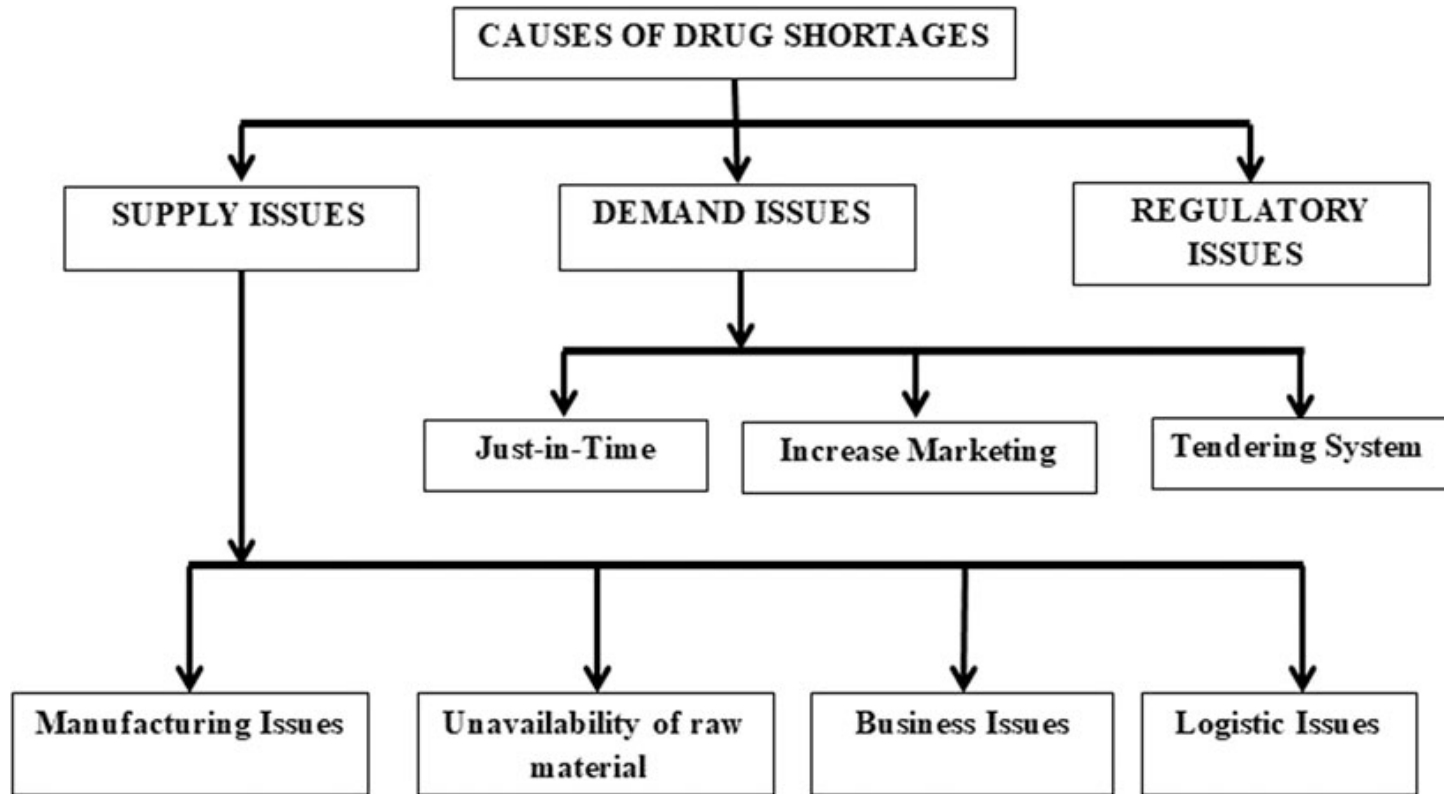 CAUSES OF DRUG SHORTAGES
SUPPLY ISSUES
DEMAND ISSUES
REGULATORY
ISSUES
Just-in-Time
Increase Marketing
Tendering System
Manufacturing Issues
Unavailability of raw
material
Business Issues
Logistic Issues